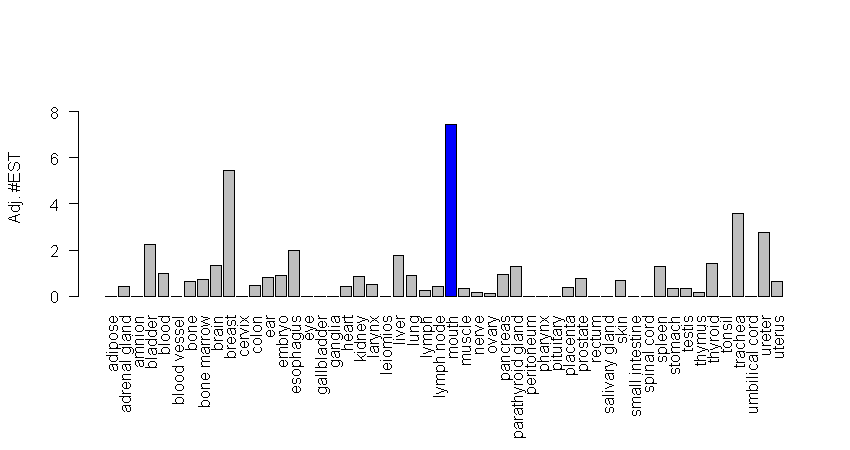 Adj. #EST
8
6
4
2
0
adipose
adrenal gland
amnion
bladder
blood
blood vessel
bone
bone marrow
brain
breast
cervix
colon
ear
embryo
esophagus
eye
gallbladder
ganglia
heart
kidney
larynx
leiomios
liver
lung
lymph
lymph node
mouth
muscle
nerve
ovary
pancreas
parathyroid gland
peritoneum
pharynx
pituitary
placenta
prostate
rectum
salivary gland
skin
small intestine
spinal cord
spleen
stomach
testis
thymus
thyroid
tonsil
trachea
umbilical cord
ureter
uterus